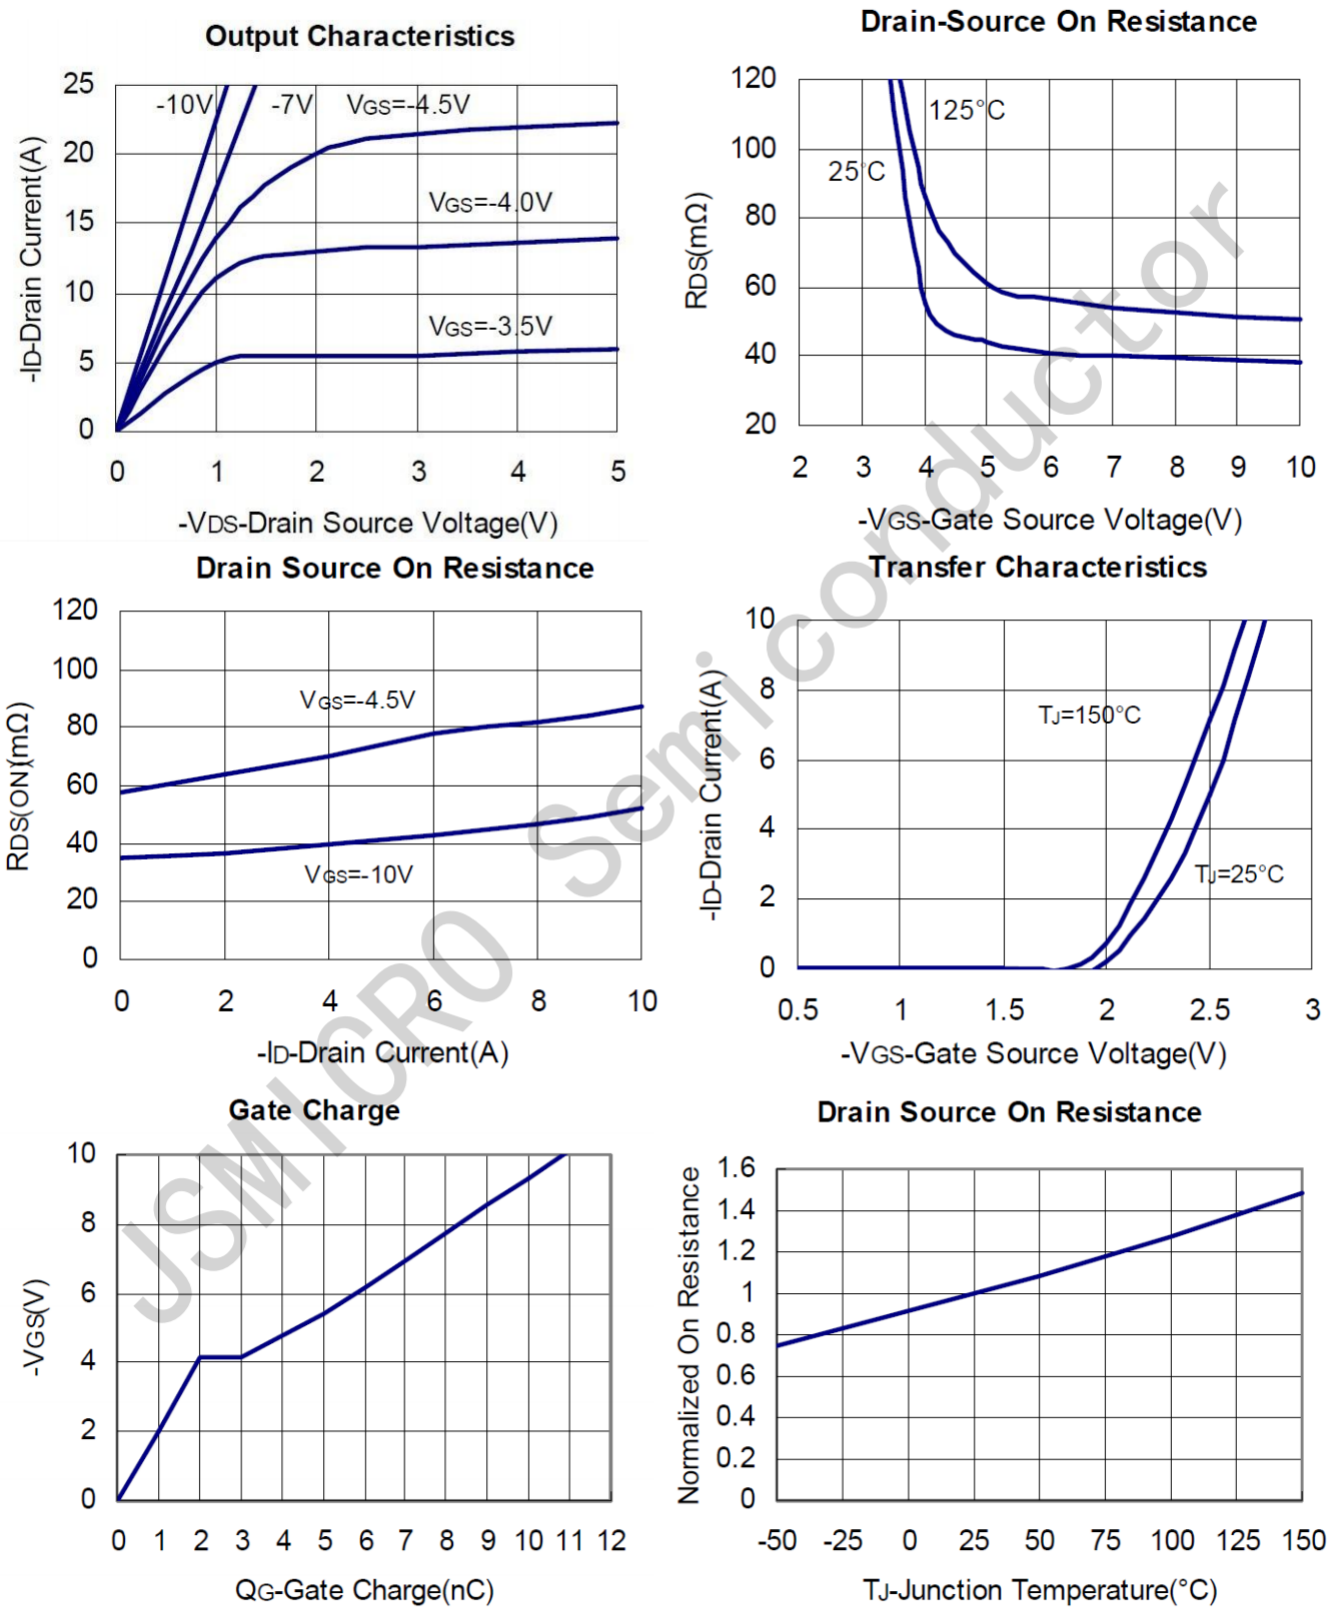 Output Characteristics
25
20
15
10
5
0
-10V
-7V
VGS=-4.5V
VGS=-4.0V
VGS=-3.5V
-ID-Drain Current(A)
0 1 2 3 4 5
-VDS-Drain Source Voltage(V)
Drain-Source On Resistance
120
100
80
60
40
20
125°C
25°C
RDS(mΩ)
2 3 4 5 6 7 8 9 10
-VGS-Gate Source Voltage(V)
Drain Source On Resistance
120
100
80
60
40
20
0
VGS=-4.5V
VGS=-10V
RDS(ON)(mΩ)
0 2 4 6 8 10
-ID-Drain Current(A)
Transfer Characteristics
10
8
6
4
2
0
TJ=150°C
TJ=25°C
-ID-Drain Current(A)
0.5 1 1.5 2 2.5 3
-VGS-Gate Source Voltage(V)
Gate Charge
10
8
6
4
2
0
-VGS(V)
0 1 2 3 4 5 6 7 8 9 10 11 12
QG-Gate Charge(nC)
Drain Source On Resistance
1.6
1.4
1.2
1
0.8
0.6
0.4
0.2
0
Normalized On Resistance
-50 -25 0 25 50 75 100 125 150
TJ-Junction Temperature(°C)
JSMICRO Semiconductor